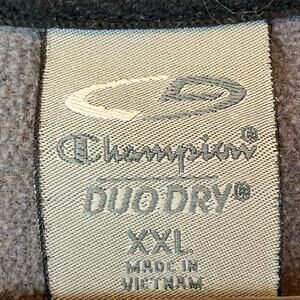 Champion®
DUO DRY®
XXL
MADE IN
VIETNAM